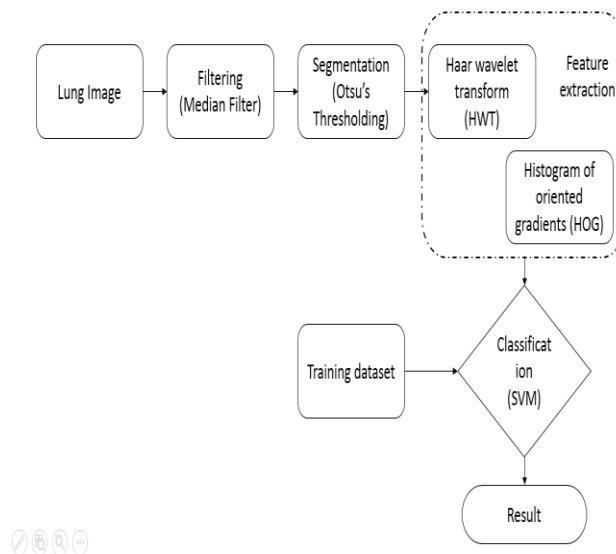 Lung Image
Filtering
(Median Filter)
Segmentation
(Otsu's
Thresholding)
Haar wavelet
transform
(HWT)
Feature
extraction
Histogram of
oriented
gradients (HOG)
Training dataset
Classificat
ion
(SVM)
Result